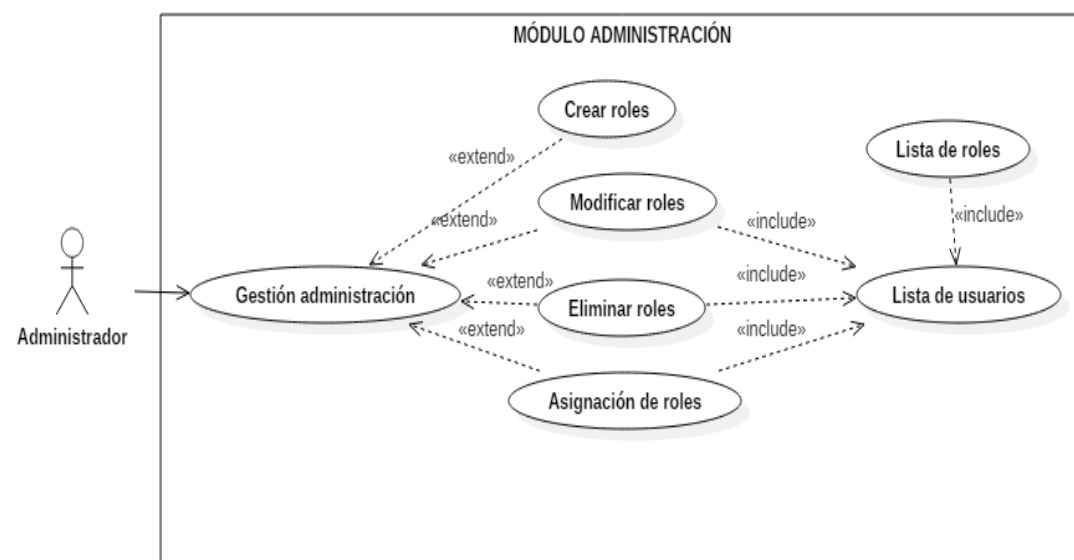 MÓDULO ADMINISTRACIÓN
Crear roles
«extend»
Lista de roles
Modificar roles
«extend»
«include»
«include»
«include»
«extend»
Gestión administración
Eliminar roles
Lista de usuarios
«extend»
«include»
Administrador
Asignación de roles